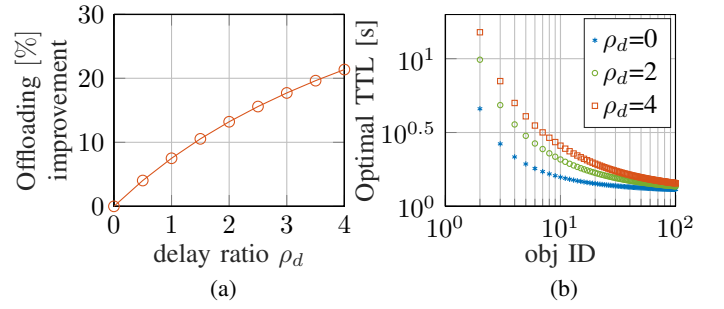 Offloading [%]
improvement
30
20
10
0
0 1 2 3 4
delay ratio ρ_d
(a)
Optimal TTL [s]
10^1
10^0.5
10^0
10^0 10^1 10^2
obj ID
ρ_d=0
ρ_d=2
ρ_d=4
(b)